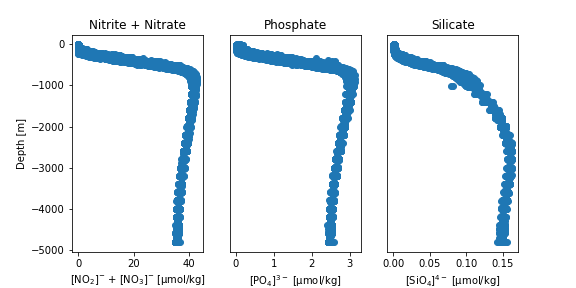 Nitrite + Nitrate Phosphate Silicate
0
−1000
−2000
−3000
−4000
−5000
Depth [m]
0 20 40 0 1 2 3 0.00 0.05 0.10 0.15
[NO₂]⁻ + [NO₃]⁻ [μmol/kg] [PO₄]³⁻ [μmol/kg] [SiO₄]⁴⁻ [μmol/kg]